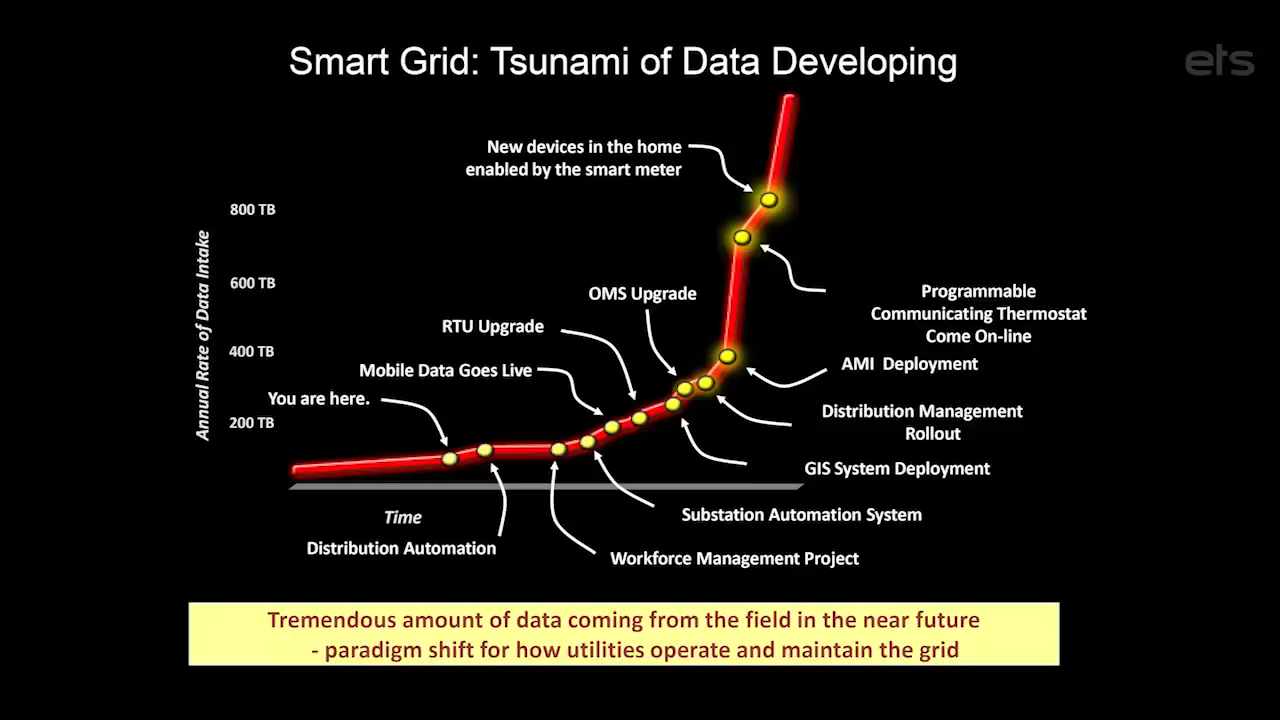 Smart Grid: Tsunami of Data Developing
ets
New devices in the home
enabled by the smart meter
800 TB
600 TB
400 TB
200 TB
Annual Rate of Data Intake
OMS Upgrade
RTU Upgrade
Mobile Data Goes Live
You are here.
Programmable
Communicating Thermostat
Come On-line
AMI Deployment
Distribution Management
Rollout
GIS System Deployment
Substation Automation System
Time
Distribution Automation
Workforce Management Project
Tremendous amount of data coming from the field in the near future
- paradigm shift for how utilities operate and maintain the grid